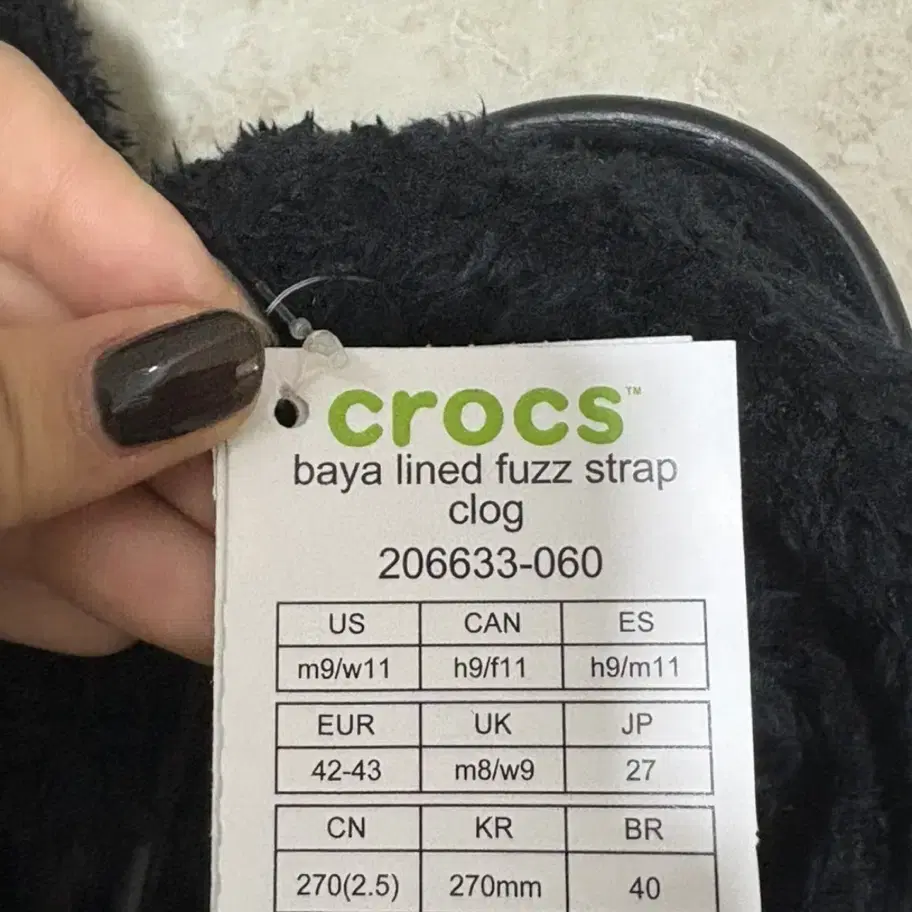 crocs™
baya lined fuzz strap
clog
206633-060
US CAN ES
m9/w11 h9/f11 h9/m11
EUR UK JP
42-43 m8/w9 27
CN KR BR
270(2.5) 270mm 40